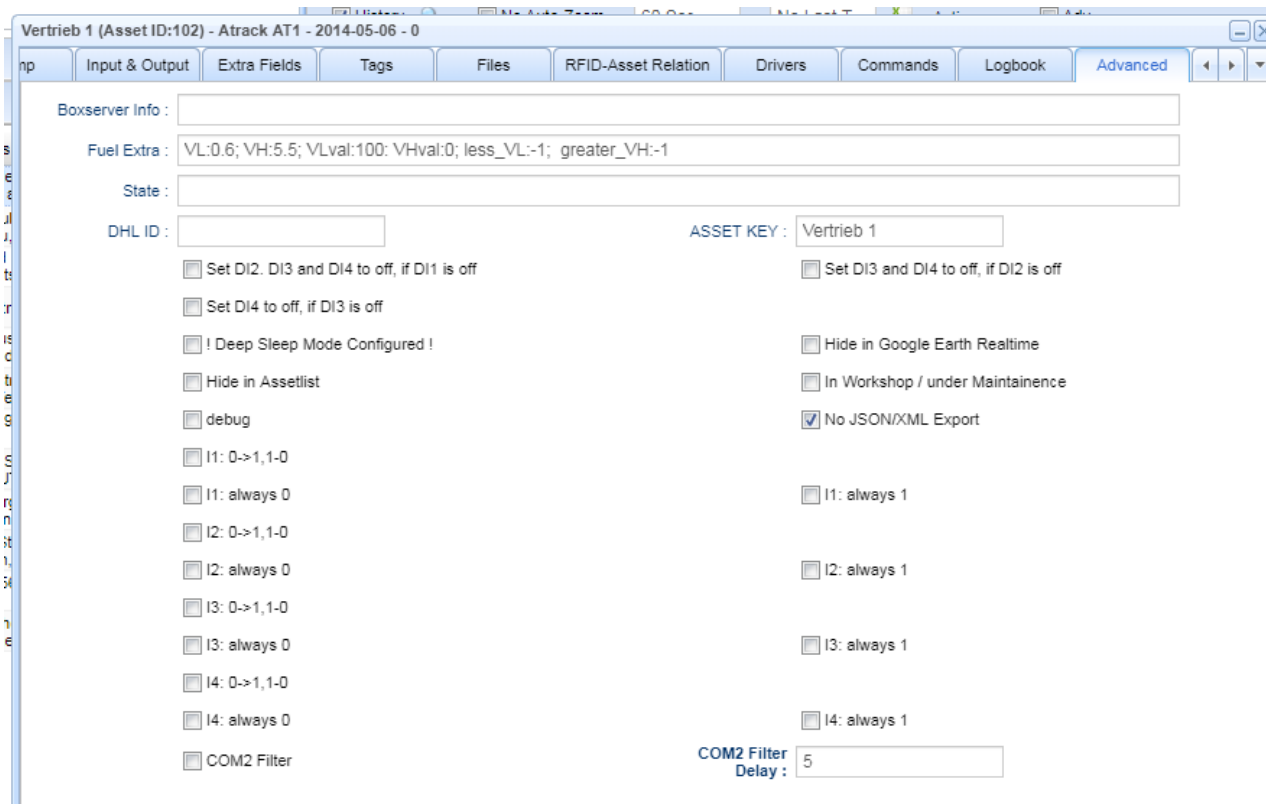 History
Vertrieb 1 (Asset ID:102) - Atrack AT1 - 2014-05-06 - 0
mp Input & Output Extra Fields Tags Files RFID-Asset Relation Drivers Commands Logbook Advanced
Boxserver Info :
Fuel Extra : VL:0.6; VH:5.5; VLval:100: VHval:0; less_VL:-1;  greater_VH:-1
State :
DHL ID : ASSET KEY : Vertrieb 1
Set DI2. DI3 and DI4 to off, if DI1 is off Set DI3 and DI4 to off, if DI2 is off
Set DI4 to off, if DI3 is off
! Deep Sleep Mode Configured ! Hide in Google Earth Realtime
Hide in Assetlist In Workshop / under Maintainence
debug No JSON/XML Export
I1: 0->1,1-0
I1: always 0 I1: always 1
I2: 0->1,1-0
I2: always 0 I2: always 1
I3: 0->1,1-0
I3: always 0 I3: always 1
I4: 0->1,1-0
I4: always 0 I4: always 1
COM2 Filter COM2 Filter Delay : 5